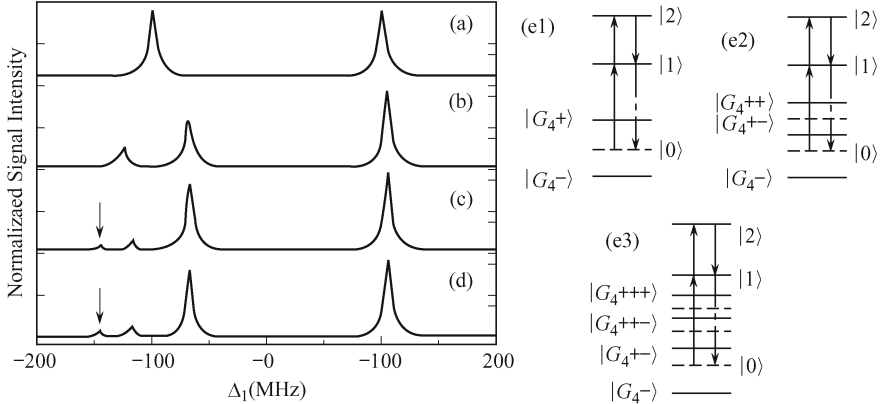 Normalizaed Signal Intensity
(a)
(b)
(c)
(d)
−200 −100 −0 −100 200
Δ₁(MHz)
(e1)
|2⟩
|1⟩
|G₄+⟩
|0⟩
|G₄−⟩
(e2)
|2⟩
|1⟩
|G₄++⟩
|G₄+−⟩
|0⟩
|G₄−⟩
(e3)
|2⟩
|1⟩
|G₄+++⟩
|G₄++−⟩
|G₄+−⟩
|0⟩
|G₄−⟩